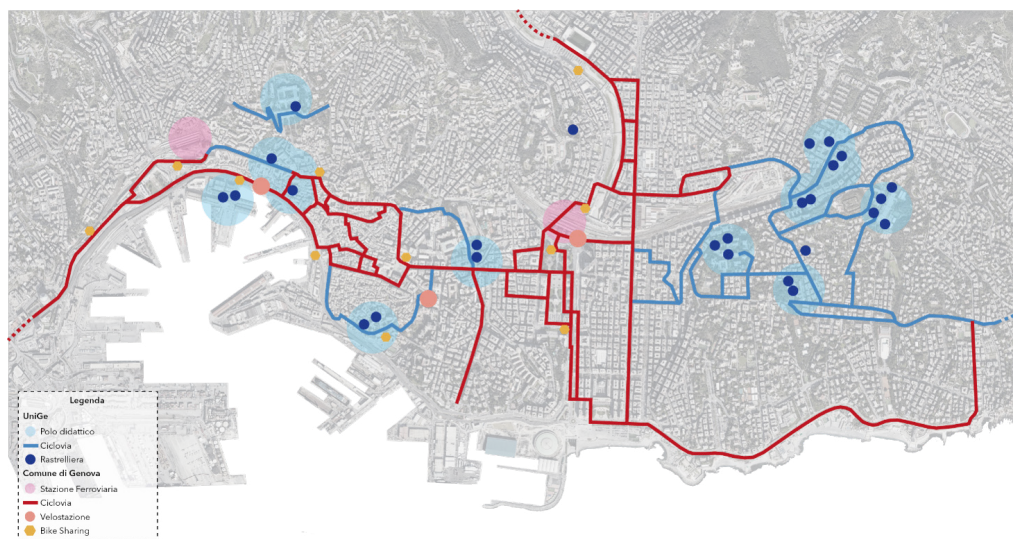 Legenda
UniGe
Polo didattico
Ciclovia
Rastrelliera
Comune di Genova
Stazione Ferroviaria
Ciclovia
Velostazione
Bike Sharing